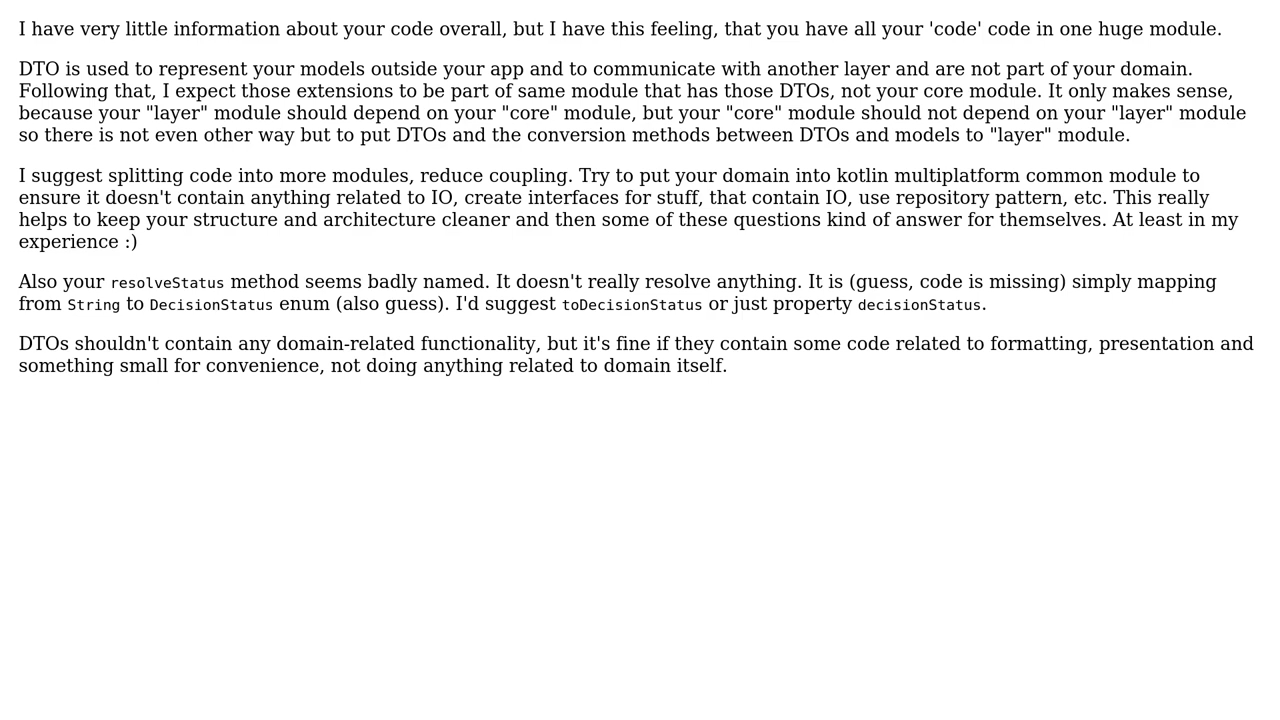 I have very little information about your code overall, but I have this feeling, that you have all your 'code' code in one huge module.
DTO is used to represent your models outside your app and to communicate with another layer and are not part of your domain.
Following that, I expect those extensions to be part of same module that has those DTOs, not your core module. It only makes sense,
because your "layer" module should depend on your "core" module, but your "core" module should not depend on your "layer" module
so there is not even other way but to put DTOs and the conversion methods between DTOs and models to "layer" module.
I suggest splitting code into more modules, reduce coupling. Try to put your domain into kotlin multiplatform common module to
ensure it doesn't contain anything related to IO, create interfaces for stuff, that contain IO, use repository pattern, etc. This really
helps to keep your structure and architecture cleaner and then some of these questions kind of answer for themselves. At least in my
experience :)
Also your resolveStatus method seems badly named. It doesn't really resolve anything. It is (guess, code is missing) simply mapping
from String to DecisionStatus enum (also guess). I'd suggest toDecisionStatus or just property decisionStatus.
DTOs shouldn't contain any domain-related functionality, but it's fine if they contain some code related to formatting, presentation and
something small for convenience, not doing anything related to domain itself.